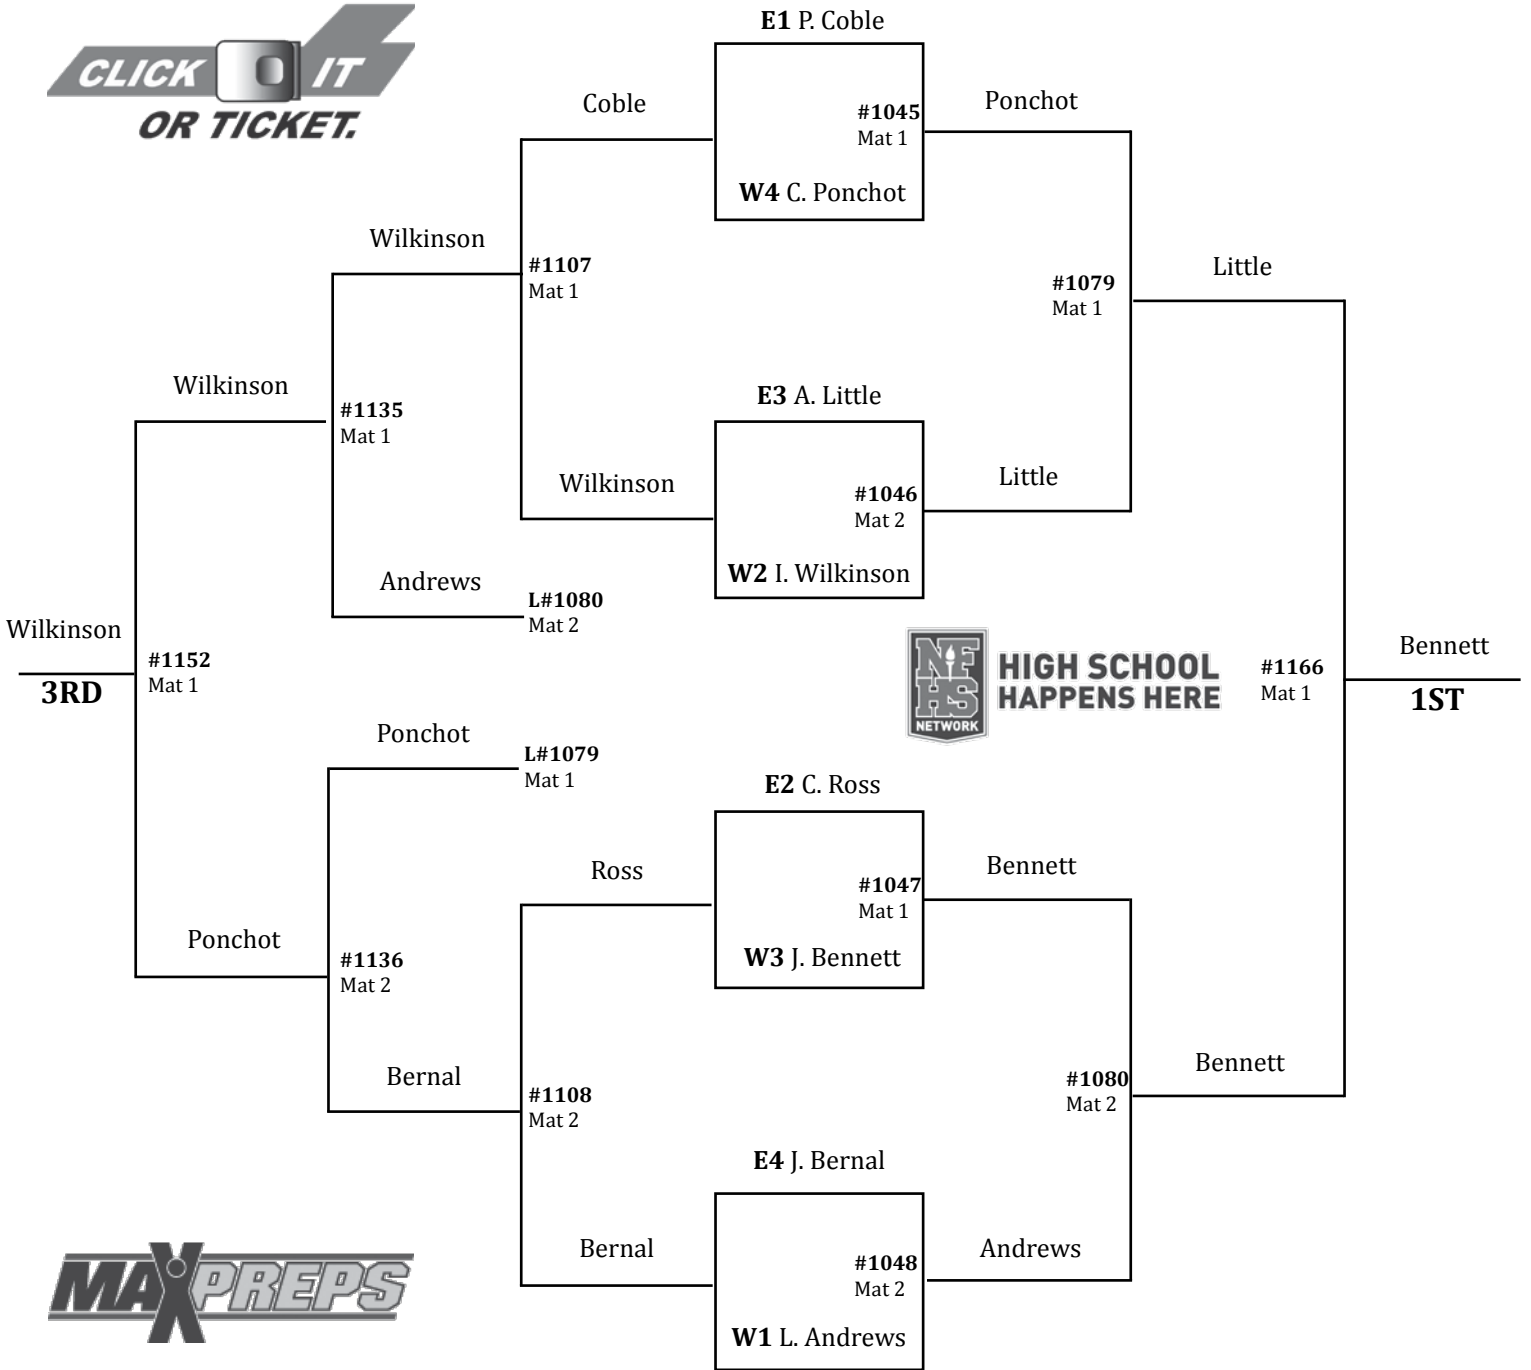 E1 P. Coble
CLICK IT
OR TICKET.
Coble
#1045
Mat 1
Ponchot
W4 C. Ponchot
Wilkinson
#1107
Mat 1
#1079
Mat 1
Little
Wilkinson
#1135
Mat 1
E3 A. Little
Wilkinson
#1046
Mat 2
Little
Andrews
L#1080
Mat 2
W2 I. Wilkinson
Wilkinson
3RD
#1152
Mat 1
NF
HS
NETWORK
HIGH SCHOOL
HAPPENS HERE
#1166
Mat 1
Bennett
1ST
Ponchot
L#1079
Mat 1
E2 C. Ross
Ross
#1047
Mat 1
Bennett
Ponchot
#1136
Mat 2
W3 J. Bennett
Bernal
#1108
Mat 2
#1080
Mat 2
Bennett
E4 J. Bernal
Bernal
#1048
Mat 2
Andrews
MAXPREPS
W1 L. Andrews